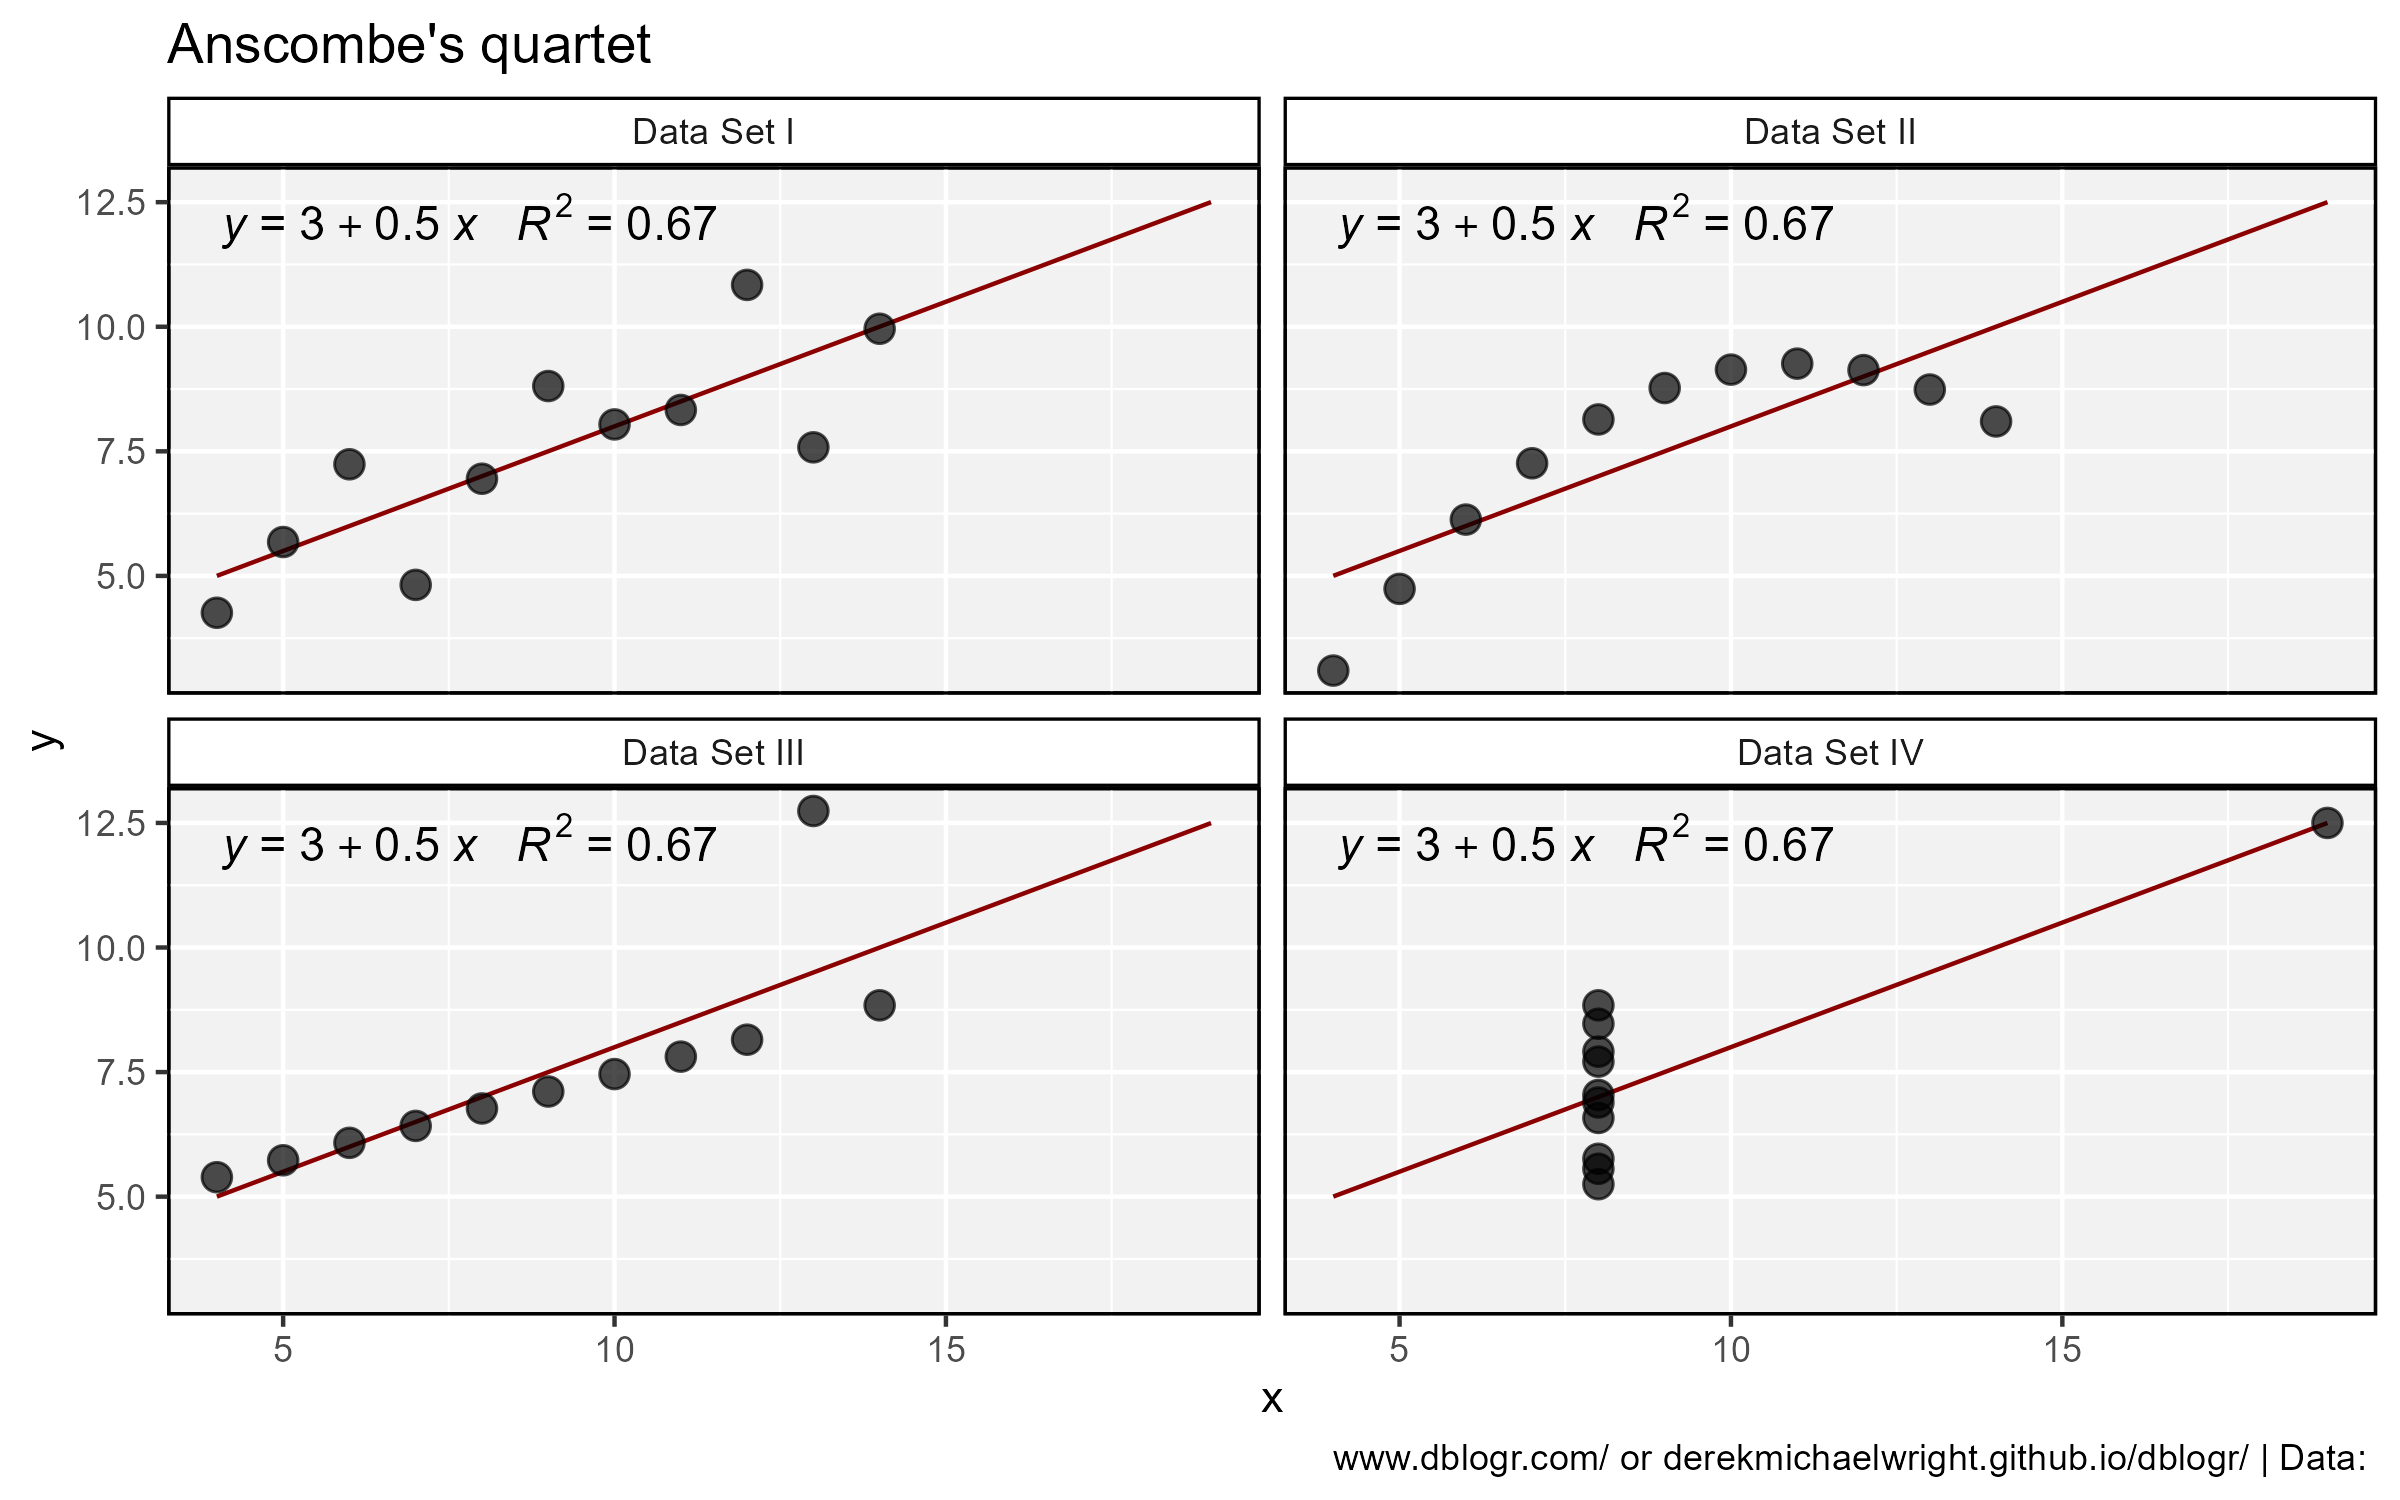 Anscombe's quartet
Data Set I
Data Set II
12.5
10.0
7.5
5.0
y = 3 + 0.5 x R² = 0.67
y = 3 + 0.5 x R² = 0.67
y
Data Set III
Data Set IV
12.5
10.0
7.5
5.0
y = 3 + 0.5 x R² = 0.67
y = 3 + 0.5 x R² = 0.67
5 10 15
5 10 15
x
www.dblogr.com/ or derekmichaelwright.github.io/dblogr/ | Data: